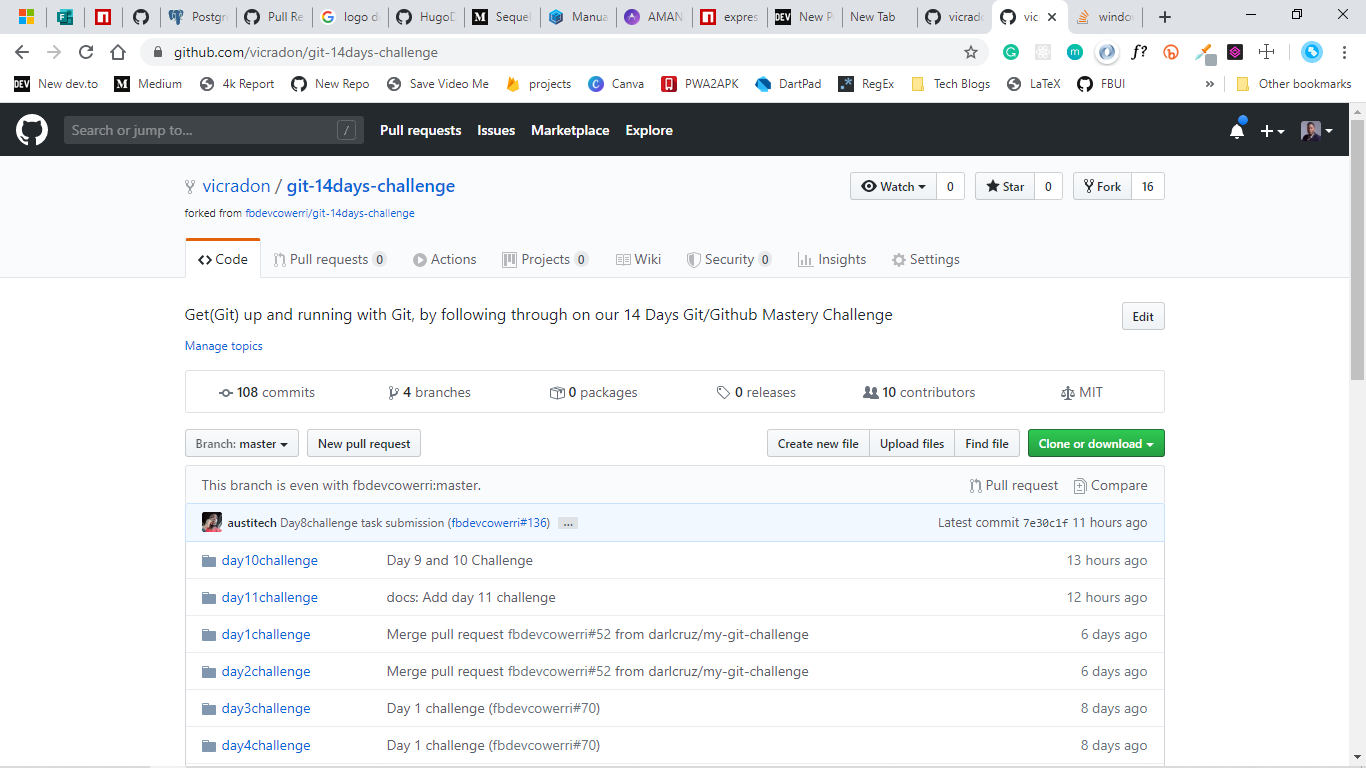 Postgr
Pull Re
logo d
HugoD
Sequel
Manua
AMAN
expres
New P
New Tab
vicrado
vic
windo
github.com/vicradon/git-14days-challenge
f?
DEV New dev.to
M Medium
4k Report
New Repo
Save Video Me
projects
C Canva
PWA2APK
DartPad
RegEx
Tech Blogs
LaTeX
FBUI
»
Other bookmarks
Search or jump to...
/
Pull requests
Issues
Marketplace
Explore
vicradon / git-14days-challenge
Watch 0
Star 0
Fork 16
forked from fbdevcowerri/git-14days-challenge
Code
Pull requests 0
Actions
Projects 0
Wiki
Security 0
Insights
Settings
Get(Git) up and running with Git, by following through on our 14 Days Git/Github Mastery Challenge
Edit
Manage topics
108 commits
4 branches
0 packages
0 releases
10 contributors
MIT
Branch: master
New pull request
Create new file
Upload files
Find file
Clone or download
This branch is even with fbdevcowerri:master.
Pull request
Compare
austitech Day8challenge task submission (fbdevcowerri#136) ...
Latest commit 7e30c1f 11 hours ago
day10challenge Day 9 and 10 Challenge 13 hours ago
day11challenge docs: Add day 11 challenge 12 hours ago
day1challenge Merge pull request fbdevcowerri#52 from darlcruz/my-git-challenge 6 days ago
day2challenge Merge pull request fbdevcowerri#52 from darlcruz/my-git-challenge 6 days ago
day3challenge Day 1 challenge (fbdevcowerri#70) 8 days ago
day4challenge Day 1 challenge (fbdevcowerri#70) 8 days ago